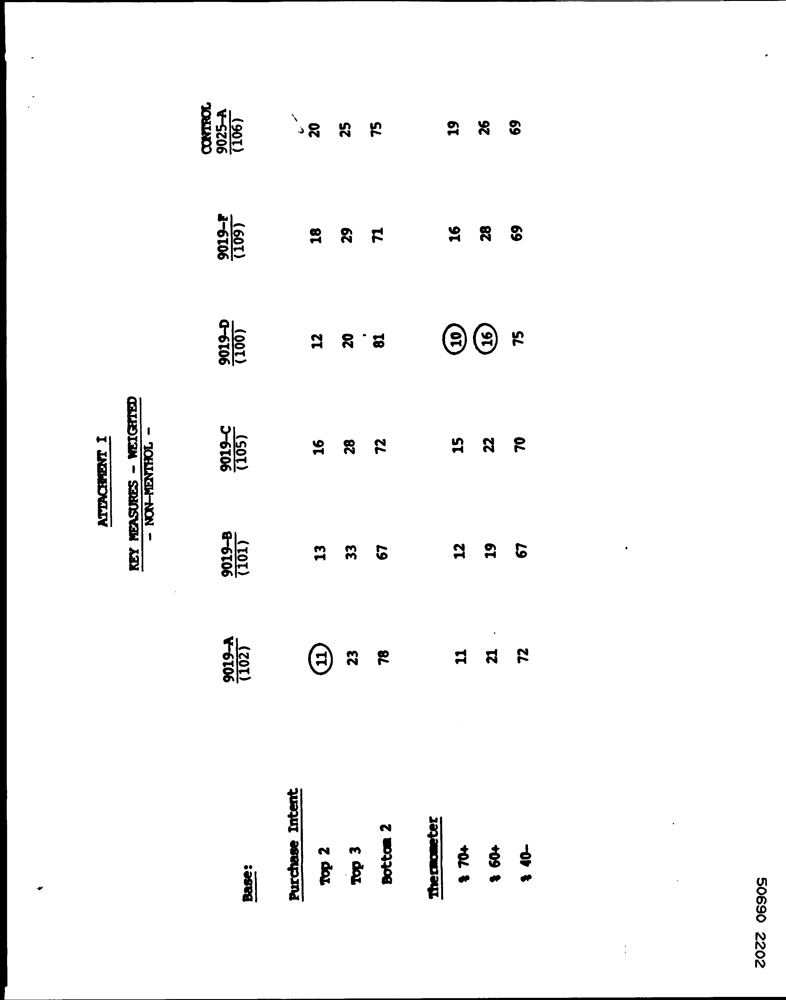 ATTACHMENT I
KEY MEASURES - WEIGHTED
- NON-MENTHOL -
CONTROL
9019-A 9019-B 9019-C 9019-D 9019-F 9025-A
Base: (102) (101) (105) (100) (109) (106)
Purchase Intent
Top 2 11 13 16 12 18 20
Top 3 23 33 28 20 29 25
Bottom 2 78 67 72 81 71 75
Thermometer
% 70+ 11 12 15 10 16 19
% 60+ 21 19 22 16 28 26
% 40- 72 67 70 75 69 69
50690 2202